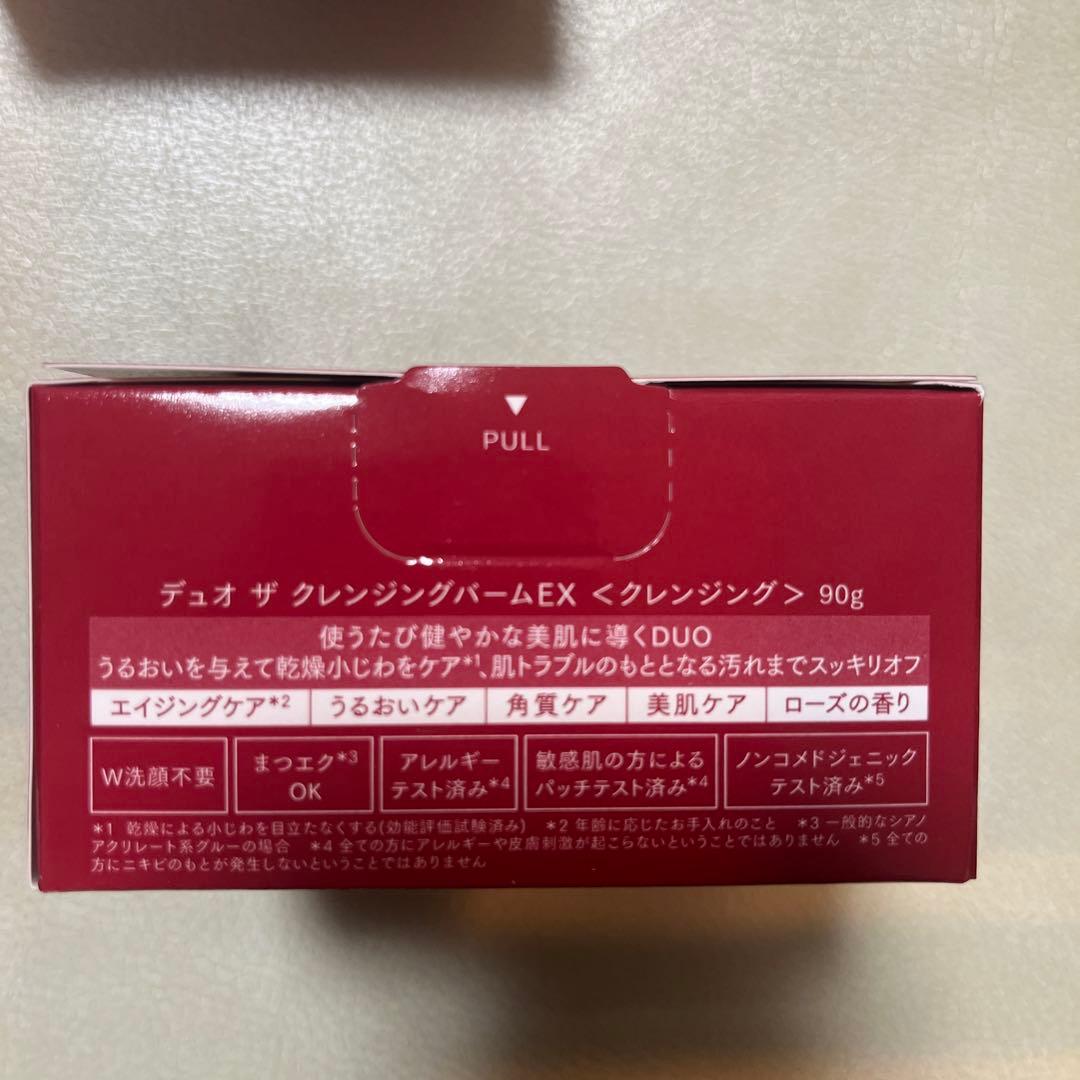 PULL
デュオ ザ クレンジングバームEX <クレンジング> 90g
使うたび健やかな美肌に導くDUO
うるおいを与えて乾燥小じわをケア*1、肌トラブルのもととなる汚れまでスッキリオフ
エイジングケア*2 うるおいケア 角質ケア 美肌ケア ローズの香り
W洗顔不要
まつエク*3
OK
アレルギー
テスト済み*4
敏感肌の方による
パッチテスト済み*4
ノンコメドジェニック
テスト済み*5
*1 乾燥による小じわを目立たなくする(効能評価試験済み) *2 年齢に応じたお手入れのこと *3 一般的なシアノ
アクリレート系グルーの場合 *4 全ての方にアレルギーや皮膚刺激が起こらないということではありません *5 全ての
方にニキビのもとが発生しないということではありません